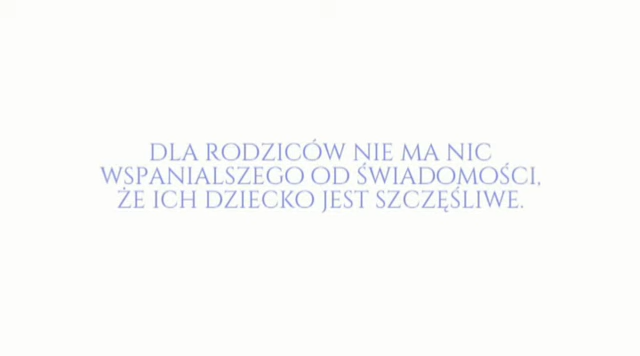 DLA RODZICÓW NIE MA NIC
WSPANIALSZEGO OD ŚWIADOMOŚCI,
ŻE ICH DZIECKO JEST SZCZĘŚLIWE.